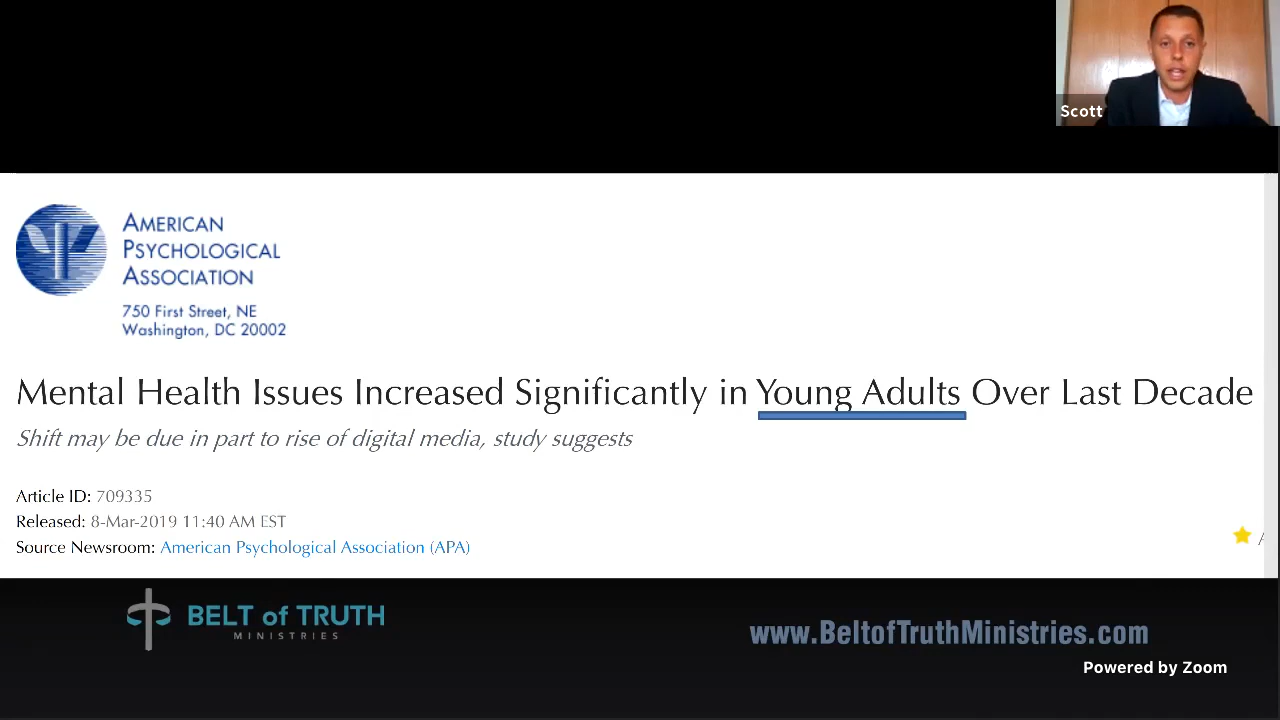 Scott
AMERICAN
PSYCHOLOGICAL
ASSOCIATION
750 First Street, NE
Washington, DC 20002
Mental Health Issues Increased Significantly in Young Adults Over Last Decade
Shift may be due in part to rise of digital media, study suggests
Article ID: 709335
Released: 8-Mar-2019 11:40 AM EST
Source Newsroom: American Psychological Association (APA)
BELT of TRUTH
MINISTRIES
www.BeltofTruthMinistries.com
Powered by Zoom